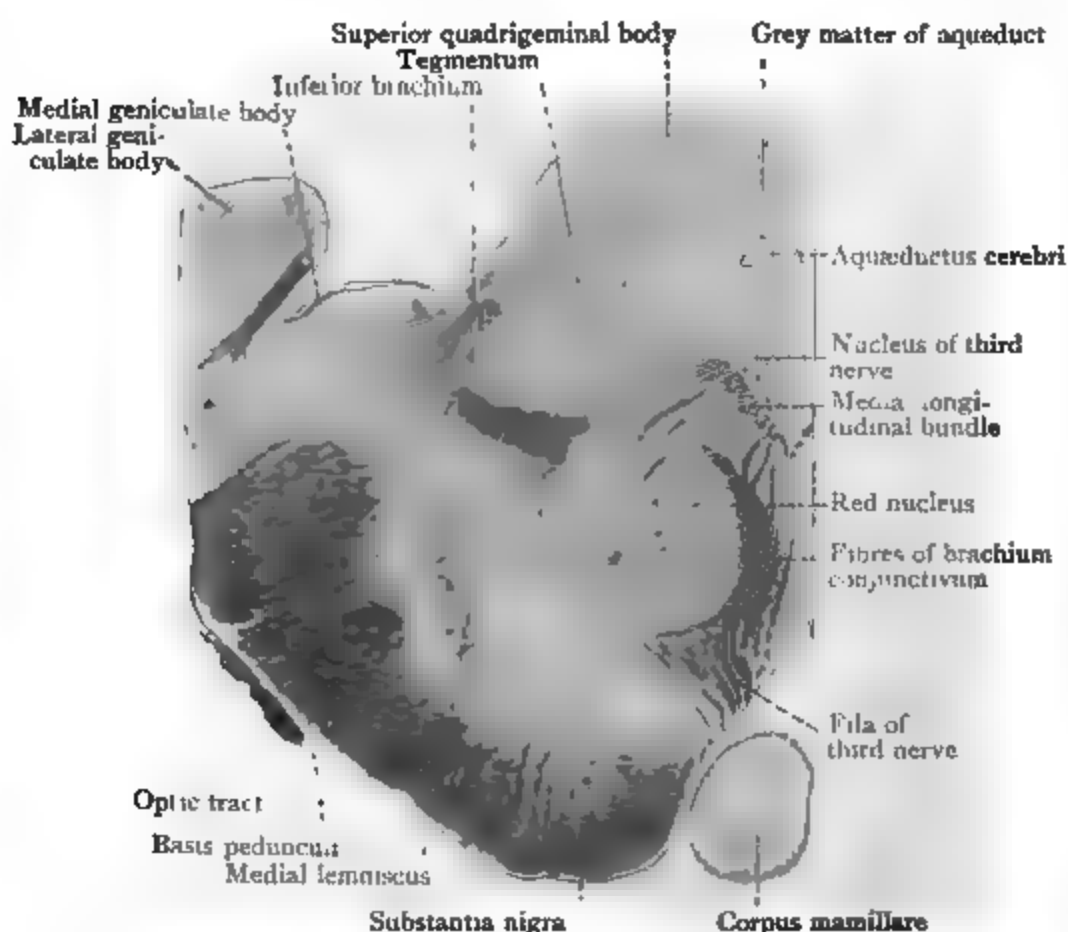 Superior quadrigeminal body
Grey matter of aqueduct
Tegmentum
Inferior brachium
Medial geniculate body
Lateral geni-
culate body
Aquæductus cerebri
Nucleus of third
nerve
Media longi-
tudinal bundle
Red nucleus
Fibres of brachium
conjunctivum
Fila of
third nerve
Optic tract
Basis pedunculi
Medial lemniscus
Substantia nigra
Corpus mamillare